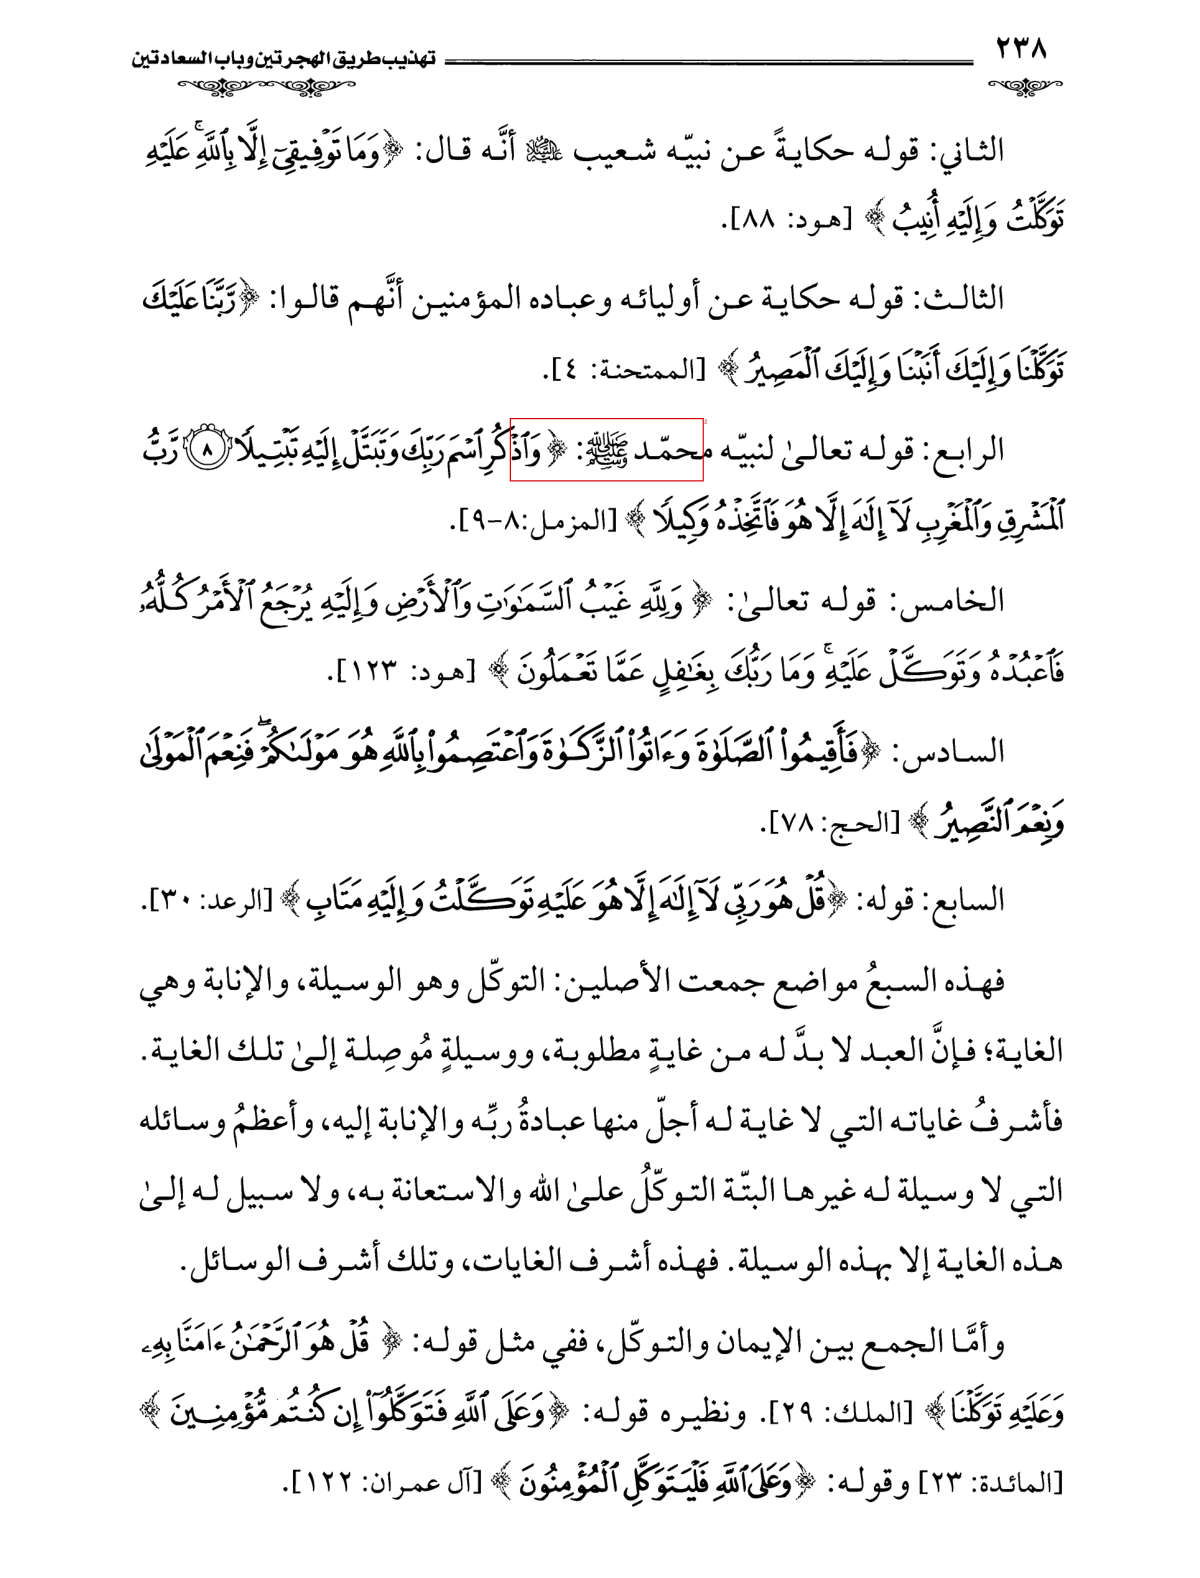 ٢٣٨
تهذيب طريق الهجرتين وباب السعادتين
الثاني: قوله حكايةً عن نبيّه شعيب ﷺ أنَّه قال: ﴿وَمَا تَوْفِيقِيٓ إِلَّا بِٱللَّهِۚ عَلَيْهِ
تَوَكَّلْتُ وَإِلَيْهِ أُنِيبُ ﴾ [هود: ٨٨].
الثالث: قوله حكاية عن أوليائه وعباده المؤمنين أنَّهم قالوا: ﴿رَّبَّنَا عَلَيْكَ
تَوَكَّلْنَا وَإِلَيْكَ أَنَبْنَا وَإِلَيْكَ ٱلْمَصِيرُ ﴾ [الممتحنة: ٤].
الرابع: قوله تعالىٰ لنبيّه محمّد ﷺ: ﴿ وَٱذْكُرِ ٱسْمَ رَبِّكَ وَتَبَتَّلْ إِلَيْهِ تَبْتِيلًا ٨ رَّبُّ
ٱلْمَشْرِقِ وَٱلْمَغْرِبِ لَآ إِلَٰهَ إِلَّا هُوَ فَٱتَّخِذْهُ وَكِيلًا ﴾ [المزمل:٨-٩].
الخامس: قوله تعالىٰ: ﴿ وَلِلَّهِ غَيْبُ ٱلسَّمَٰوَٰتِ وَٱلْأَرْضِ وَإِلَيْهِ يُرْجَعُ ٱلْأَمْرُ كُلُّهُۥ
فَٱعْبُدْهُ وَتَوَكَّلْ عَلَيْهِۚ وَمَا رَبُّكَ بِغَٰفِلٍ عَمَّا تَعْمَلُونَ ﴾ [هود: ١٢٣].
السادس: ﴿فَأَقِيمُوا۟ ٱلصَّلَوٰةَ وَءَاتُوا۟ ٱلزَّكَوٰةَ وَٱعْتَصِمُوا۟ بِٱللَّهِ هُوَ مَوْلَىٰكُمْۖ فَنِعْمَ ٱلْمَوْلَىٰ
وَنِعْمَ ٱلنَّصِيرُ ﴾ [الحج: ٧٨].
السابع: قوله: ﴿قُلْ هُوَ رَبِّي لَآ إِلَٰهَ إِلَّا هُوَ عَلَيْهِ تَوَكَّلْتُ وَإِلَيْهِ مَتَابِ ﴾ [الرعد: ٣٠].
فهذه السبعُ مواضع جمعت الأصلين: التوكّل وهو الوسيلة، والإنابة وهي
الغاية؛ فإنَّ العبد لا بدَّ له من غايةٍ مطلوبة، ووسيلةٍ مُوصِلة إلىٰ تلك الغاية.
فأشرفُ غاياته التي لا غاية له أجلّ منها عبادةُ ربِّه والإنابة إليه، وأعظمُ وسائله
التي لا وسيلة له غيرها البتّة التوكّلُ علىٰ الله والاستعانة به، ولا سبيل له إلىٰ
هذه الغاية إلا بهذه الوسيلة. فهذه أشرف الغايات، وتلك أشرف الوسائل.
وأمَّا الجمع بين الإيمان والتوكّل، ففي مثل قوله: ﴿ قُلْ هُوَ ٱلرَّحْمَٰنُ ءَامَنَّا بِهِۦ
وَعَلَيْهِ تَوَكَّلْنَا﴾ [الملك: ٢٩]. ونظيره قوله: ﴿وَعَلَى ٱللَّهِ فَتَوَكَّلُوٓا۟ إِن كُنتُم مُّؤْمِنِينَ ﴾
[المائدة: ٢٣] وقوله: ﴿وَعَلَى ٱللَّهِ فَلْيَتَوَكَّلِ ٱلْمُؤْمِنُونَ ﴾ [آل عمران: ١٢٢].